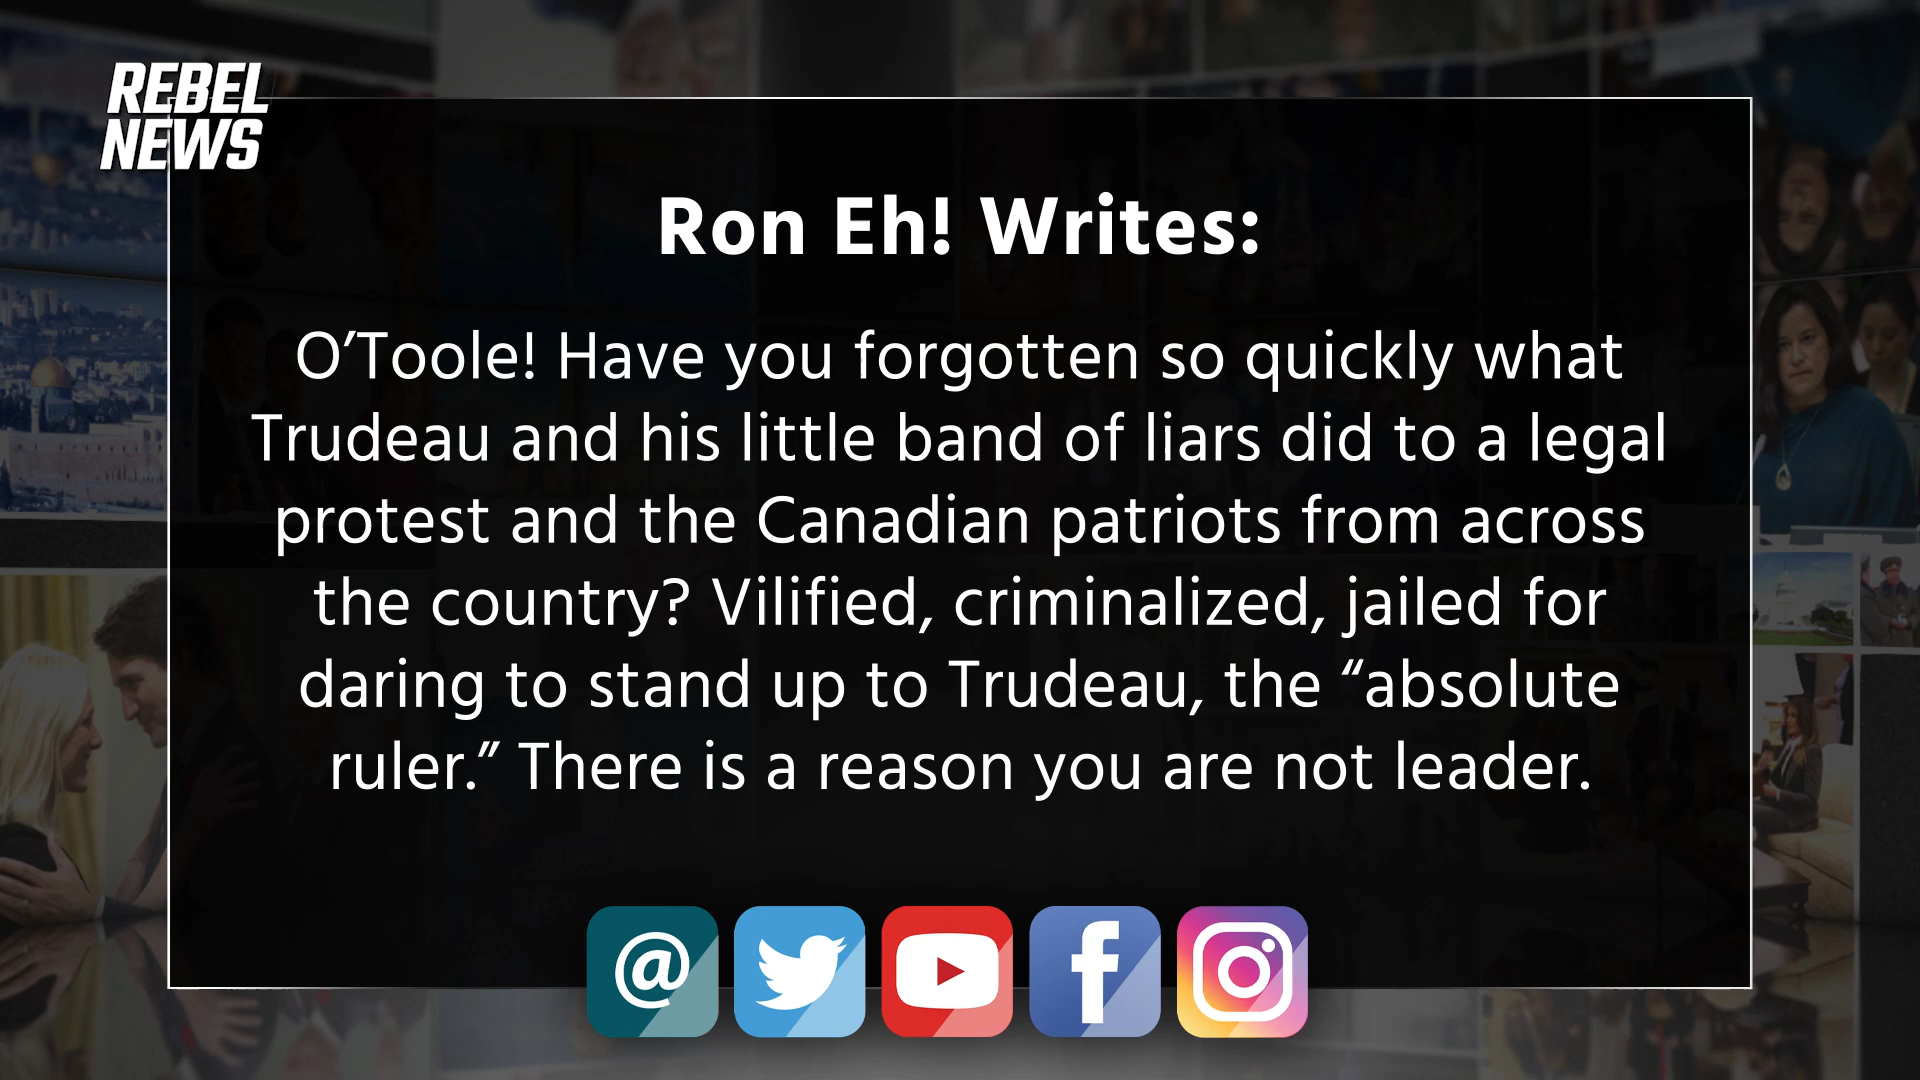 REBEL
NEWS
Ron Eh! Writes:
O’Toole! Have you forgotten so quickly what
Trudeau and his little band of liars did to a legal
protest and the Canadian patriots from across
the country? Vilified, criminalized, jailed for
daring to stand up to Trudeau, the “absolute
ruler.” There is a reason you are not leader.
@
f